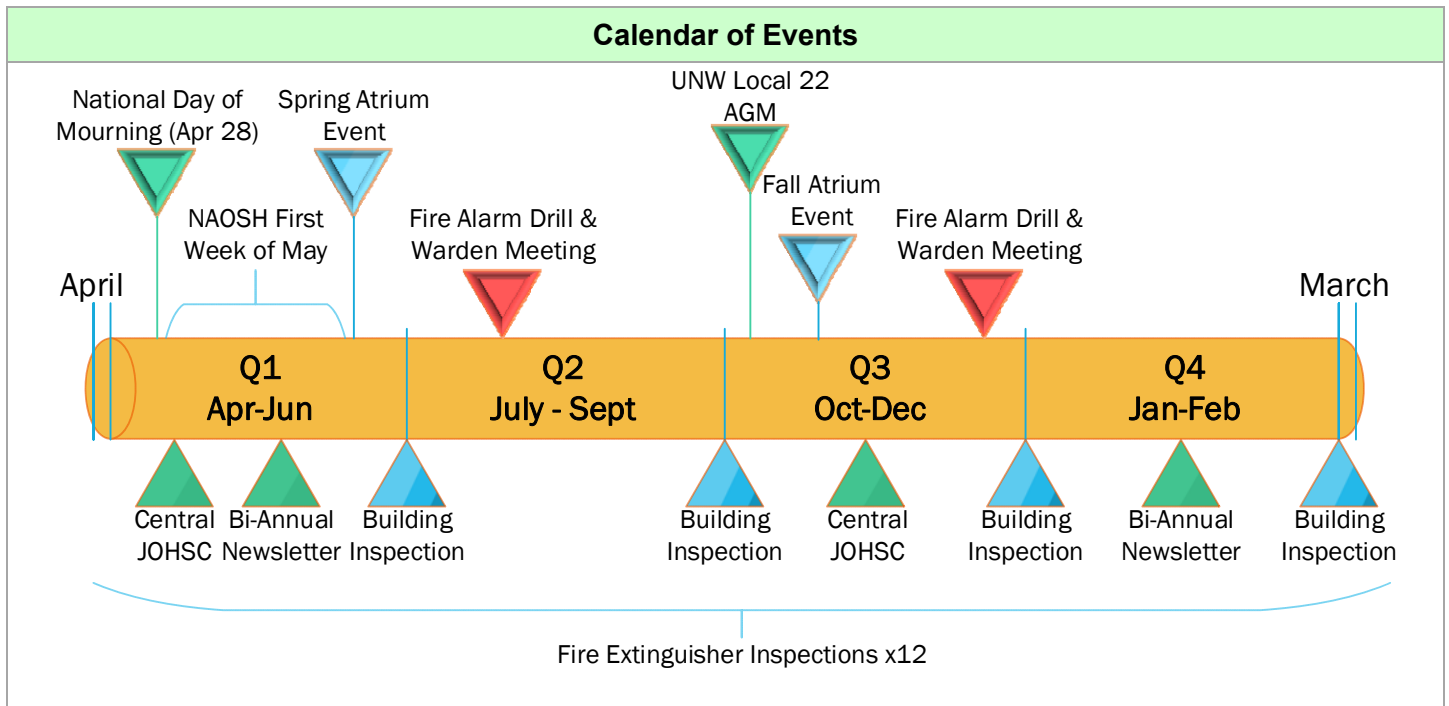 Calendar of Events
National Day of
Mourning (Apr 28)
Spring Atrium
Event
UNW Local 22
AGM
NAOSH First
Week of May
Fire Alarm Drill &
Warden Meeting
Fall Atrium
Event
Fire Alarm Drill &
Warden Meeting
April
March
Q1
Apr-Jun
Q2
July - Sept
Q3
Oct-Dec
Q4
Jan-Feb
Central
JOHSC
Bi-Annual
Newsletter
Building
Inspection
Building
Inspection
Central
JOHSC
Building
Inspection
Bi-Annual
Newsletter
Building
Inspection
Fire Extinguisher Inspections x12